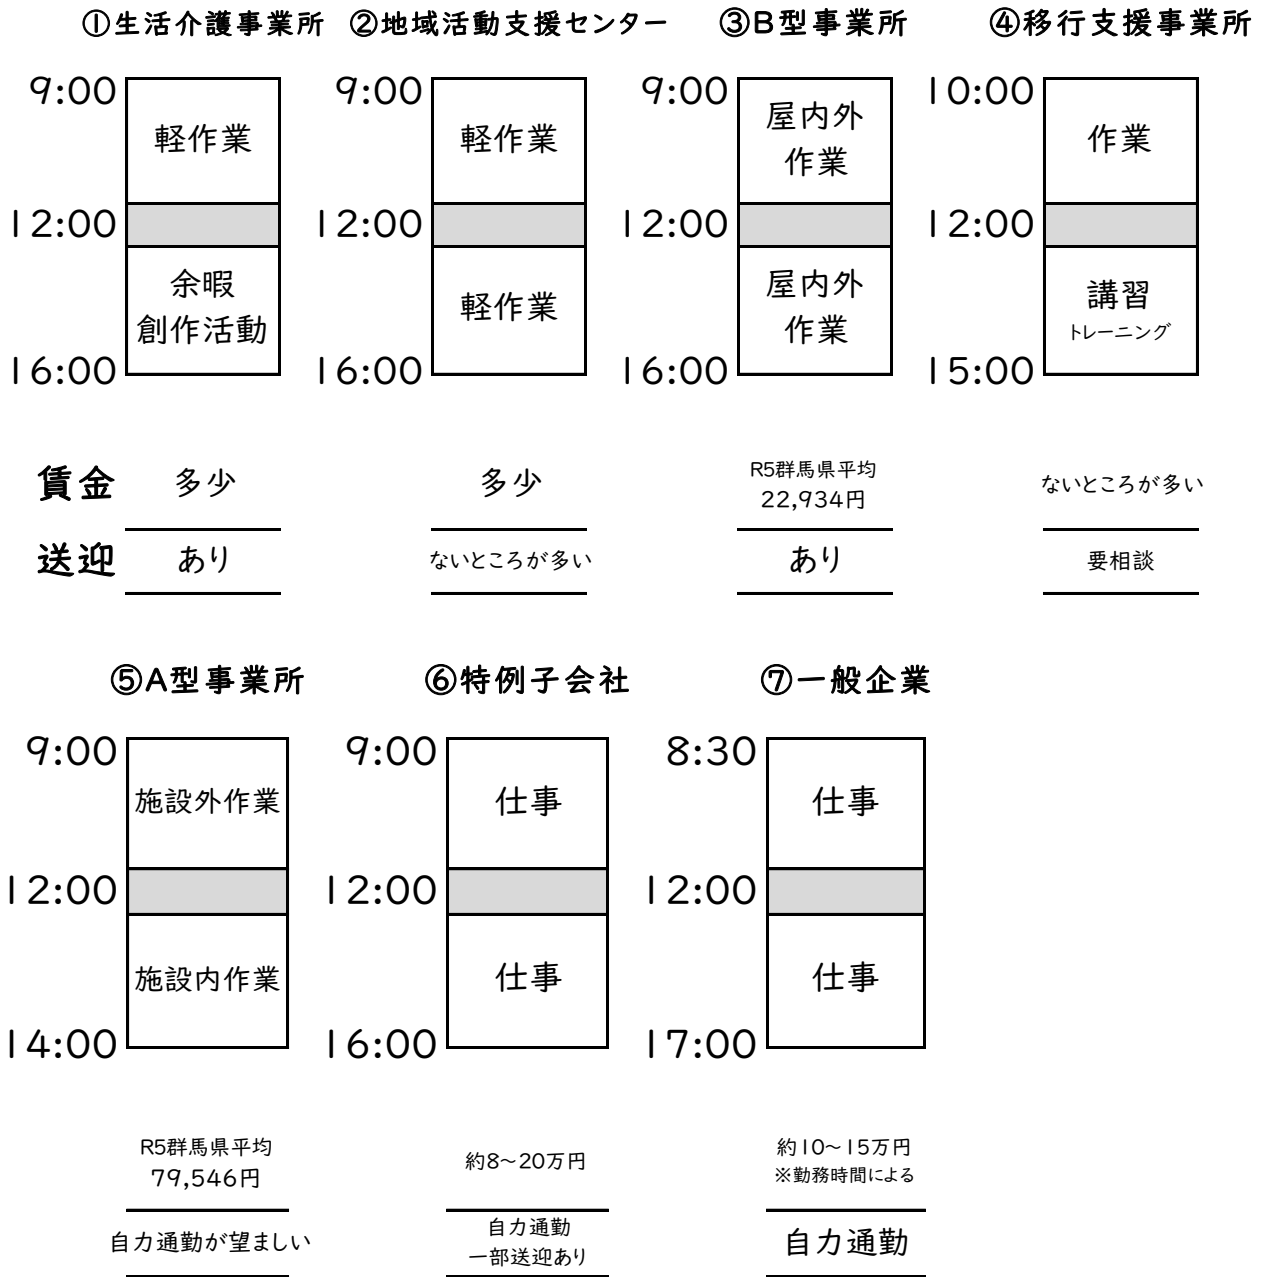 ①生活介護事業所
9:00
軽作業
12:00
余暇
創作活動
16:00
②地域活動支援センター
9:00
軽作業
12:00
軽作業
16:00
③B型事業所
9:00
屋内外
作業
12:00
屋内外
作業
16:00
④移行支援事業所
10:00
作業
12:00
講習
トレーニング
15:00
賃金
多少
多少
R5群馬県平均
22,934円
ないところが多い
送迎
あり
ないところが多い
あり
要相談
⑤A型事業所
9:00
施設外作業
12:00
施設内作業
14:00
⑥特例子会社
9:00
仕事
12:00
仕事
16:00
⑦一般企業
8:30
仕事
12:00
仕事
17:00
R5群馬県平均
79,546円
約8~20万円
約10~15万円
※勤務時間による
自力通勤が望ましい
自力通勤
一部送迎あり
自力通勤